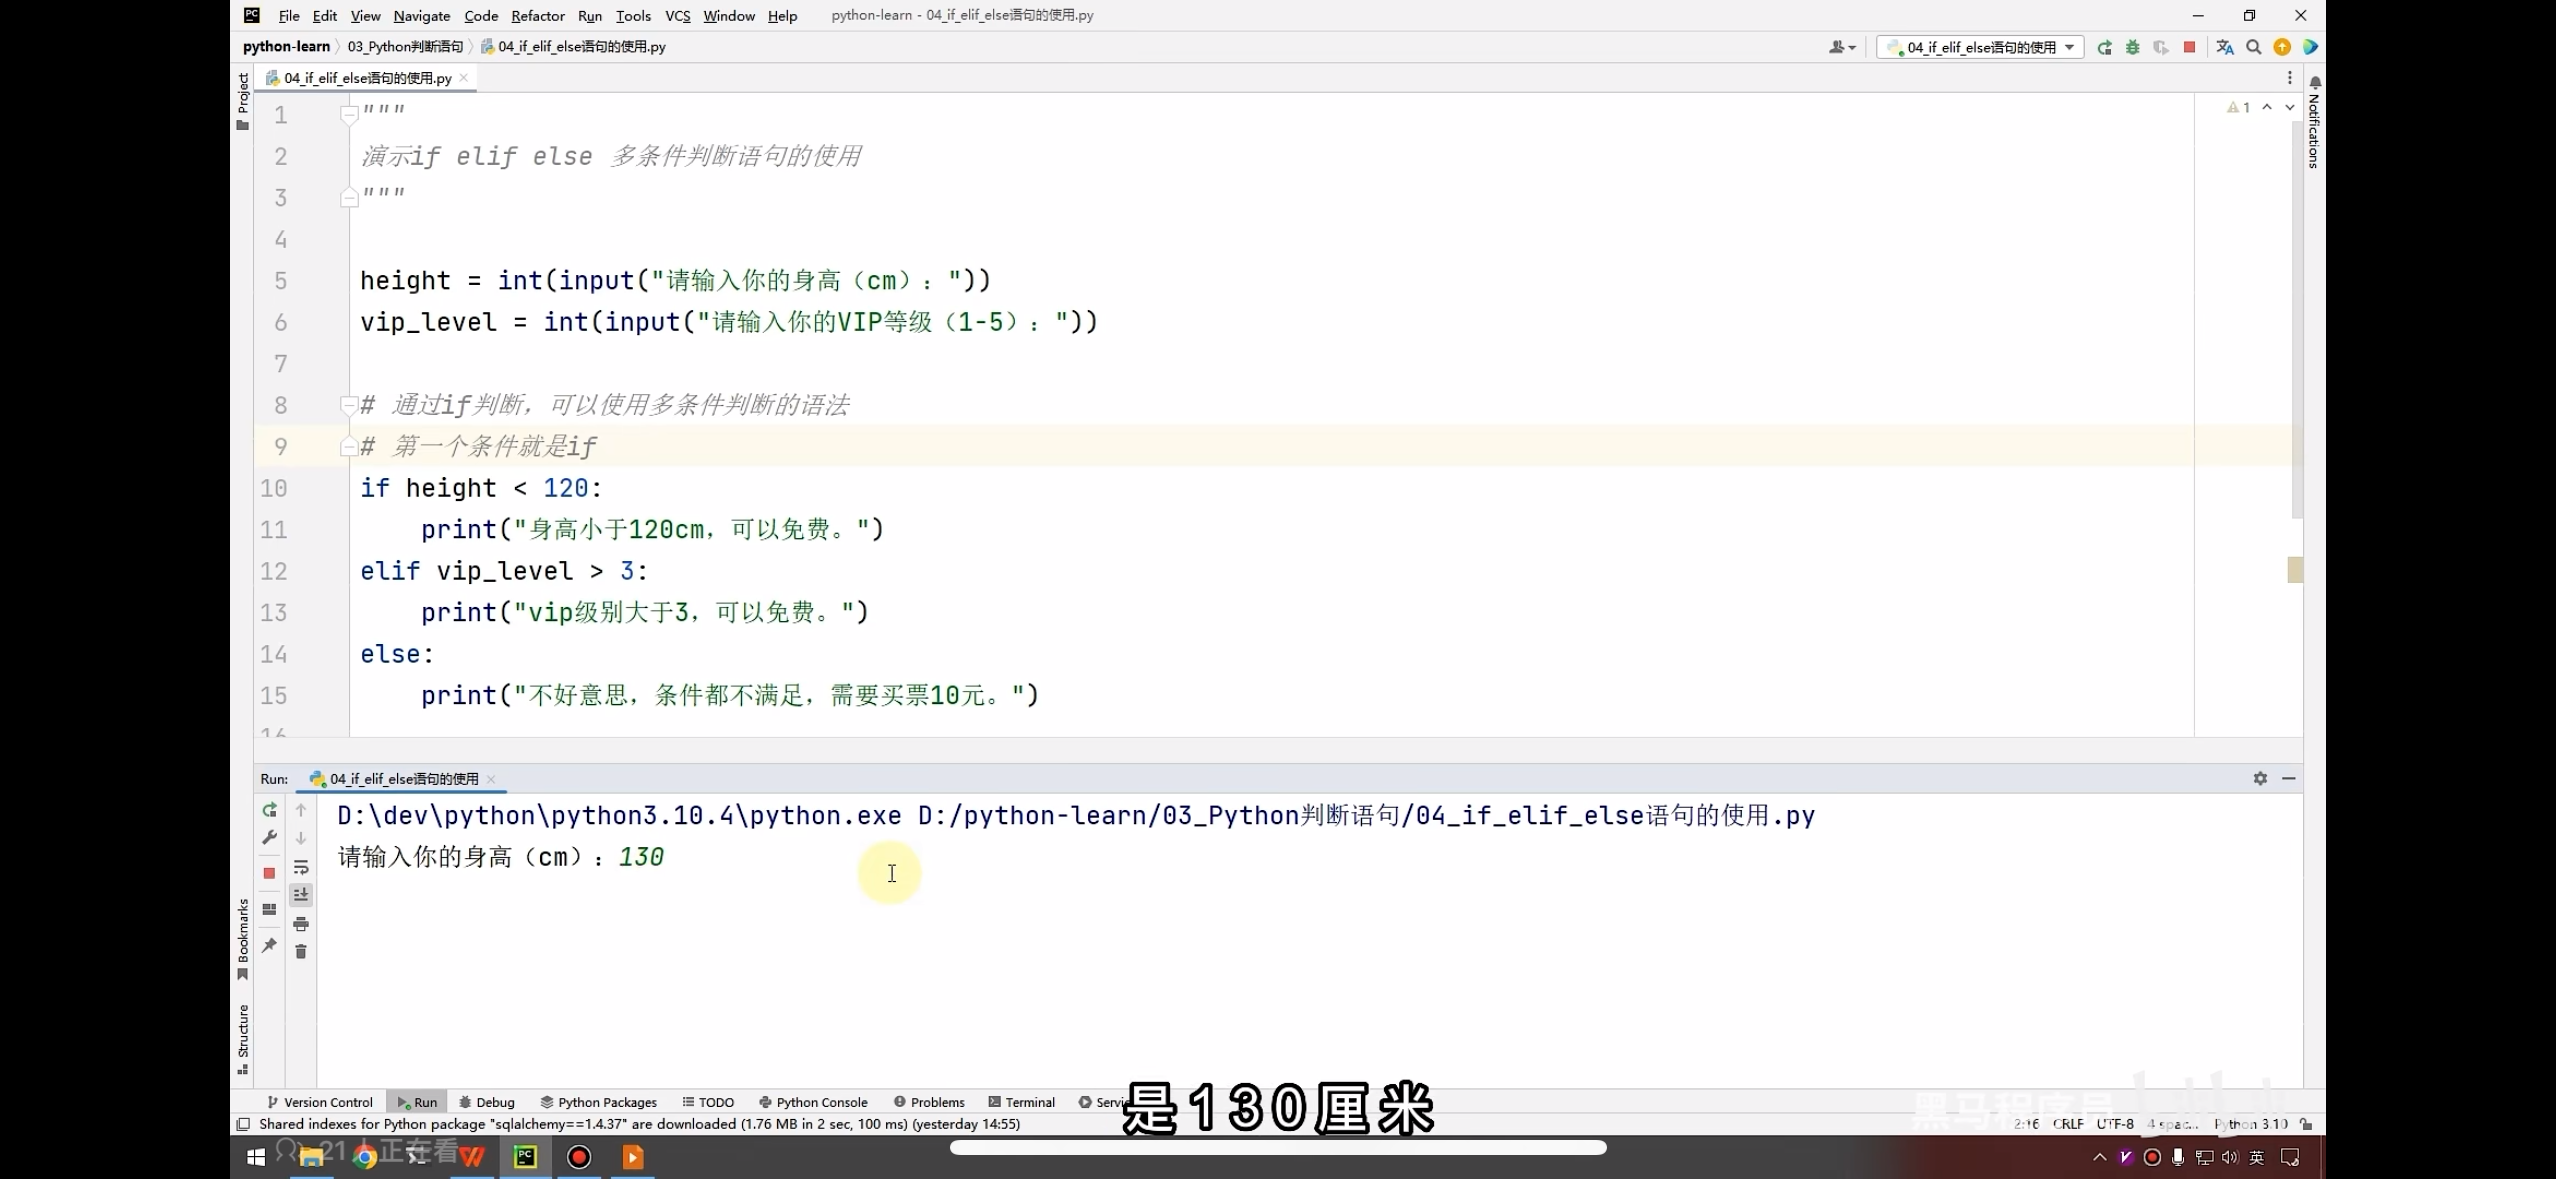 File Edit View Navigate Code Refactor Run Tools VCS Window Help python-learn - 04_if_elif_else语句的使用.py
python-learn 03_Python判断语句 04_if_elif_else语句的使用.py 04_if_elif_else语句的使用
04_if_elif_else语句的使用.py
Project
Notifications
1
1 """
2 演示if elif else 多条件判断语句的使用
3 """
4
5 height = int(input("请输入你的身高（cm）："))
6 vip_level = int(input("请输入你的VIP等级（1-5）："))
7
8 # 通过if判断，可以使用多条件判断的语法
9 # 第一个条件就是if
10 if height < 120:
11 print("身高小于120cm，可以免费。")
12 elif vip_level > 3:
13 print("vip级别大于3，可以免费。")
14 else:
15 print("不好意思，条件都不满足，需要买票10元。")
16
Run: 04_if_elif_else语句的使用
D:\dev\python\python3.10.4\python.exe D:/python-learn/03_Python判断语句/04_if_elif_else语句的使用.py
请输入你的身高（cm）：130
Bookmarks
Structure
Version Control Run Debug Python Packages TODO Python Console Problems Terminal
是130厘米
Shared indexes for Python package "sqlalchemy==1.4.37" are downloaded (1.76 MB in 2 sec, 100 ms) (yesterday 14:55) 2:16 CRLF UTF-8 4 spac... Python 3.10
黑马程序员
21人正在看
英